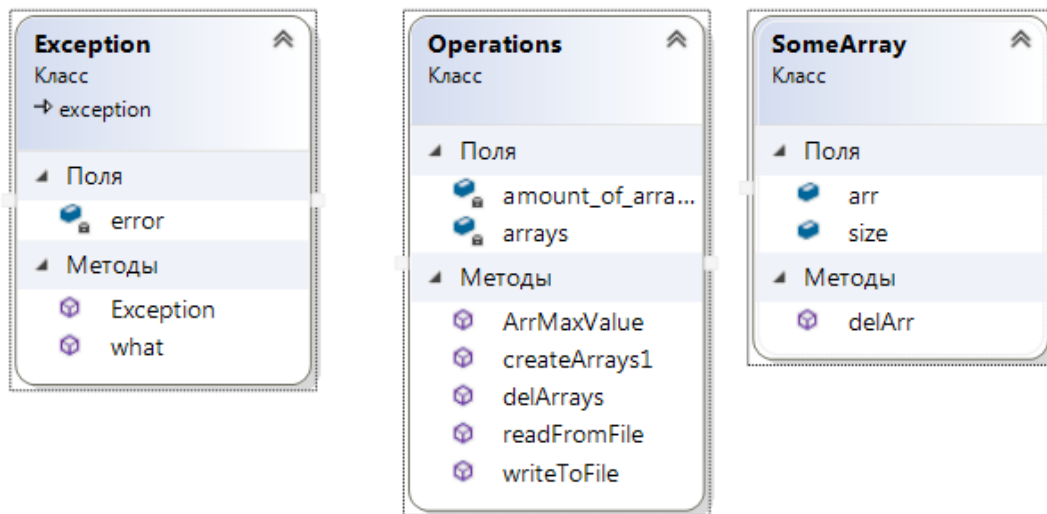 Exception
Класс
exception
Поля
error
Методы
Exception
what
Operations
Класс
Поля
amount_of_arra...
arrays
Методы
ArrMaxValue
createArrays1
delArrays
readFromFile
writeToFile
SomeArray
Класс
Поля
arr
size
Методы
delArr